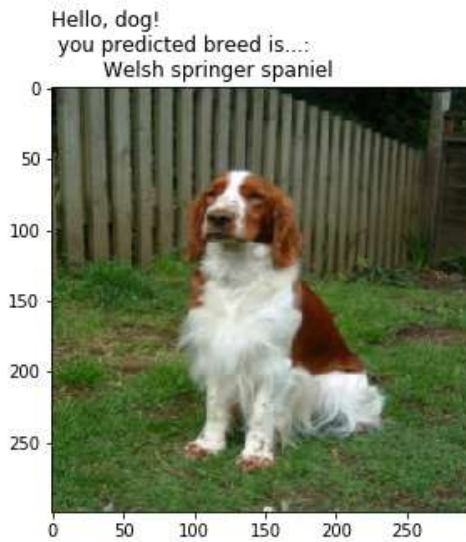 Hello, dog!
you predicted breed is...:
Welsh springer spaniel
0
50
100
150
200
250
0 50 100 150 200 250